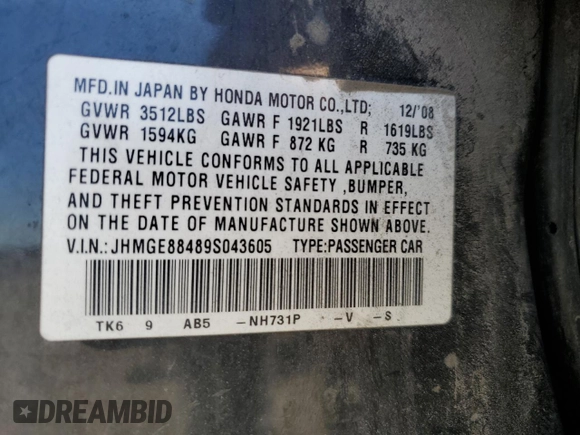 MFD.IN JAPAN BY HONDA MOTOR CO.,LTD; 12/'08
GVWR 3512LBS GAWR F 1921LBS R 1619LBS
GVWR 1594KG GAWR F 872 KG R 735 KG
THIS VEHICLE CONFORMS TO ALL APPLICABLE
FEDERAL MOTOR VEHICLE SAFETY ,BUMPER,
AND THEFT PREVENTION STANDARDS IN EFFECT
ON THE DATE OF MANUFACTURE SHOWN ABOVE.
V.I.N.:JHMGE88489S043605 TYPE:PASSENGER CAR
TK6 9 AB5 -NH731P -V -S
DREAMBID